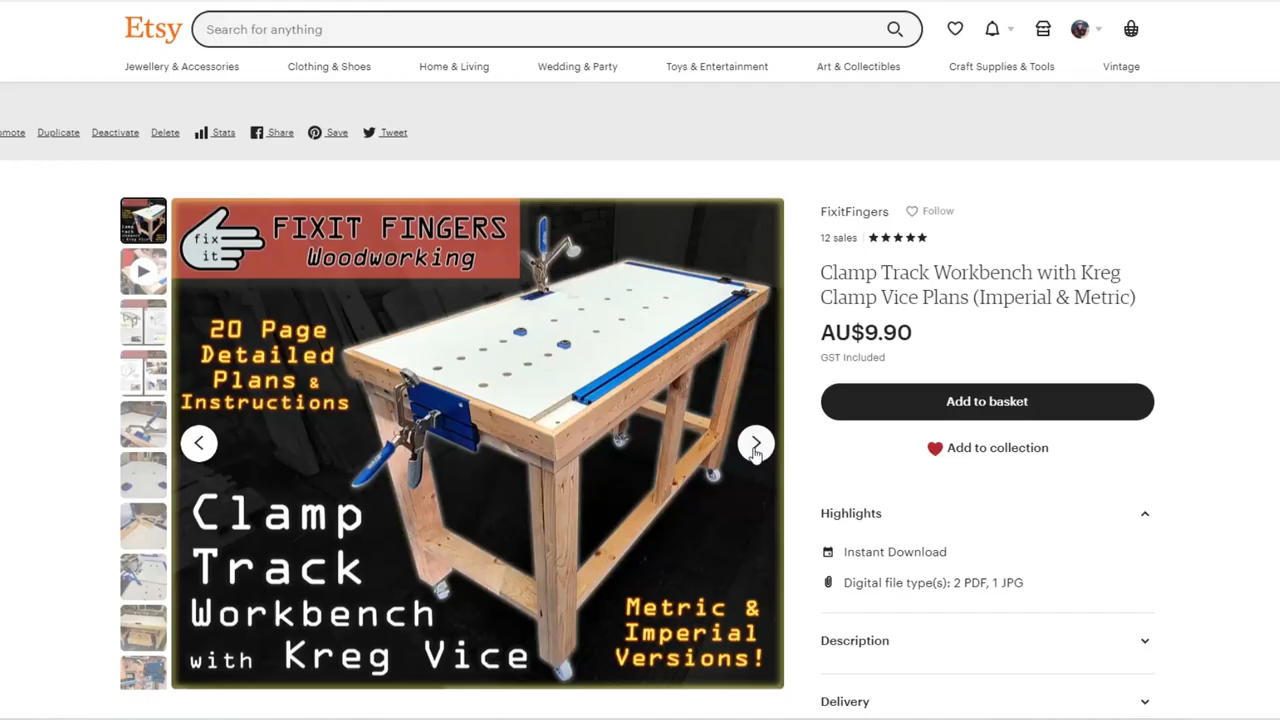 Etsy
Search for anything
Jewellery & Accessories
Clothing & Shoes
Home & Living
Wedding & Party
Toys & Entertainment
Art & Collectibles
Craft Supplies & Tools
Vintage
omote
Duplicate
Deactivate
Delete
Stats
Share
Save
Tweet
fix
it
FIXIT FINGERS
Woodworking
20 Page
Detailed
Plans &
Instructions
Clamp
Track
Workbench
with Kreg Vice
Metric &
Imperial
Versions!
FixitFingers
Follow
12 sales
Clamp Track Workbench with Kreg
Clamp Vice Plans (Imperial & Metric)
AU$9.90
GST Included
Add to basket
Add to collection
Highlights
Instant Download
Digital file type(s): 2 PDF, 1 JPG
Description
Delivery